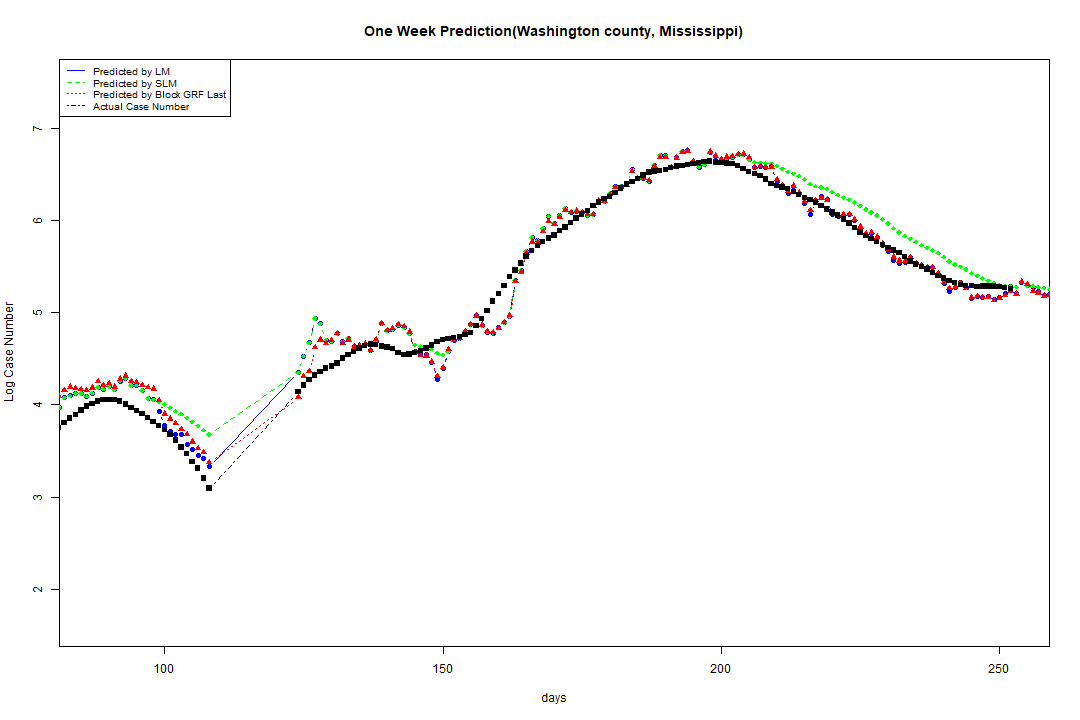 One Week Prediction(Washington county, Mississippi)
Predicted by LM
Predicted by SLM
Predicted by Block GRF Last
Actual Case Number
7
6
5
4
3
2
Log Case Number
100 150 200 250
days